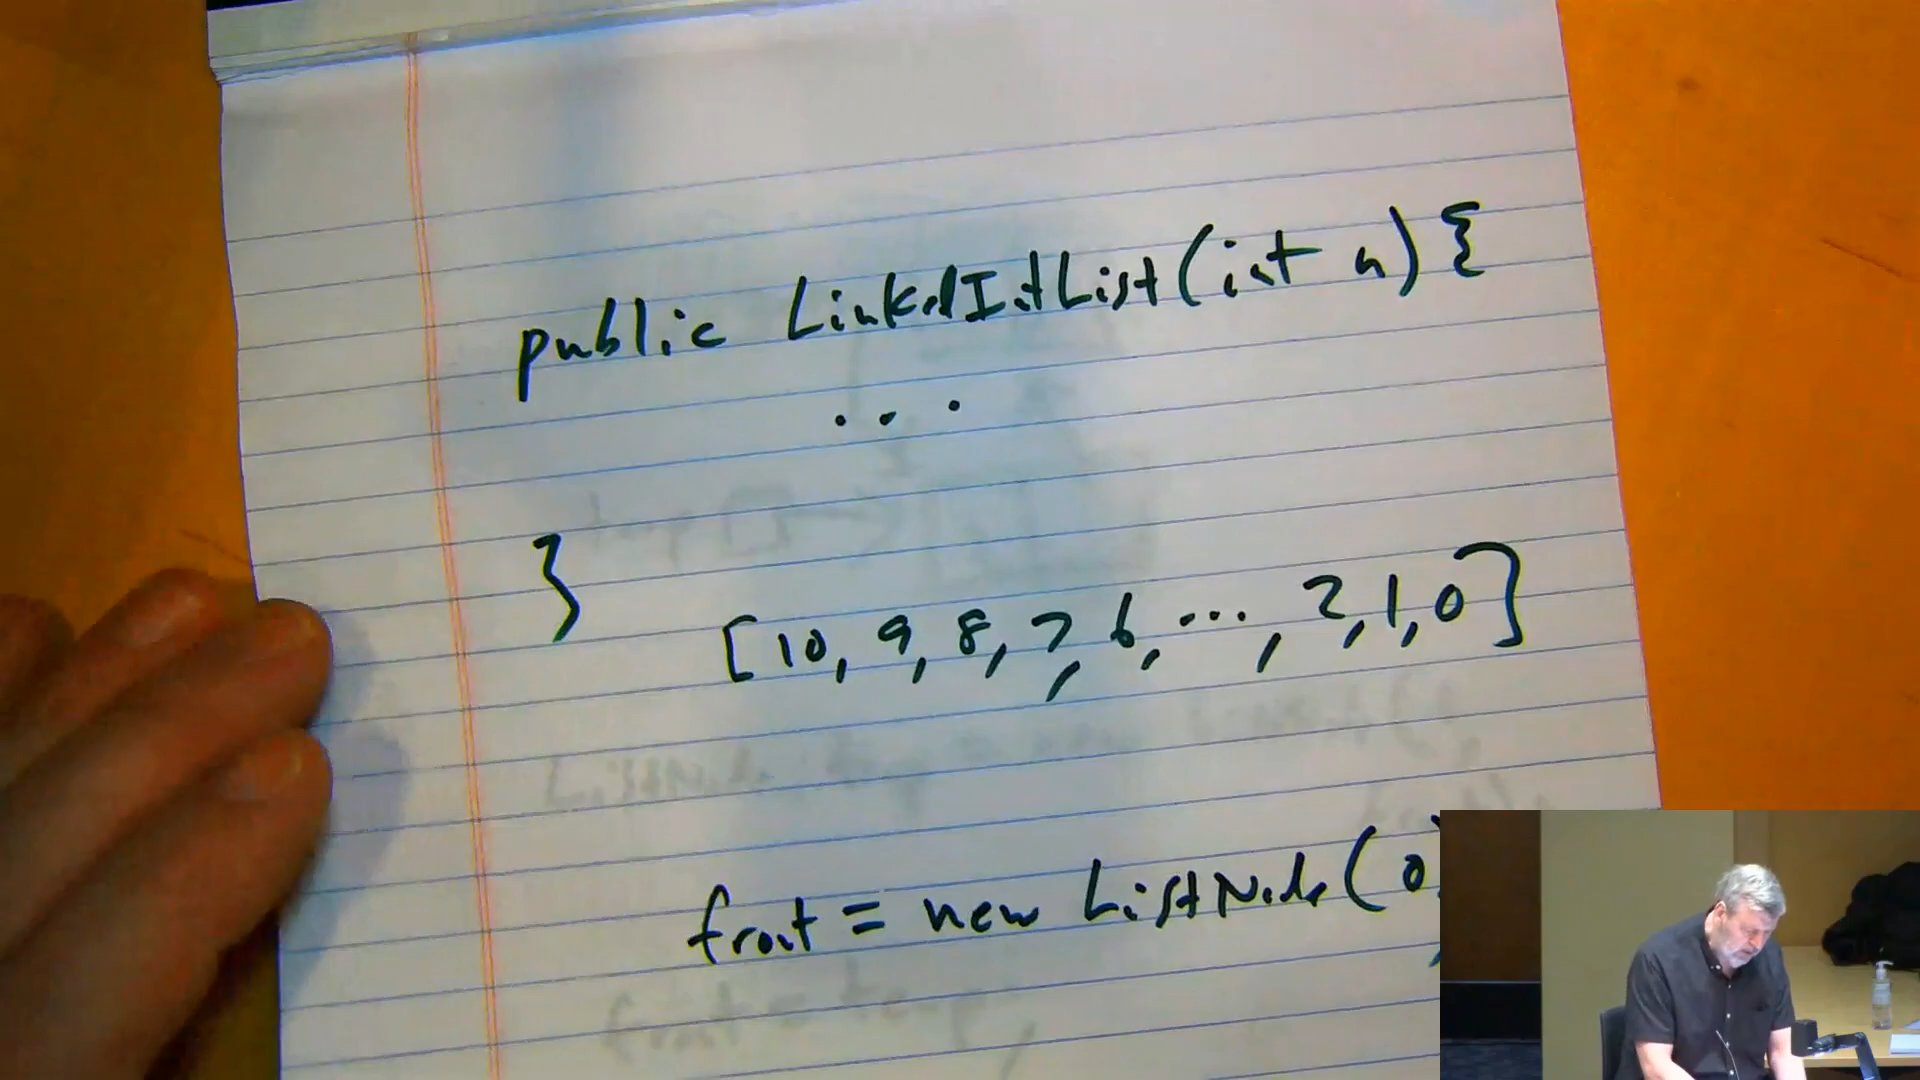 public LinkedIntList(int n) {
...
}
[10, 9, 8, 7, 6, ..., 2, 1, 0]
front = new ListNode(0,